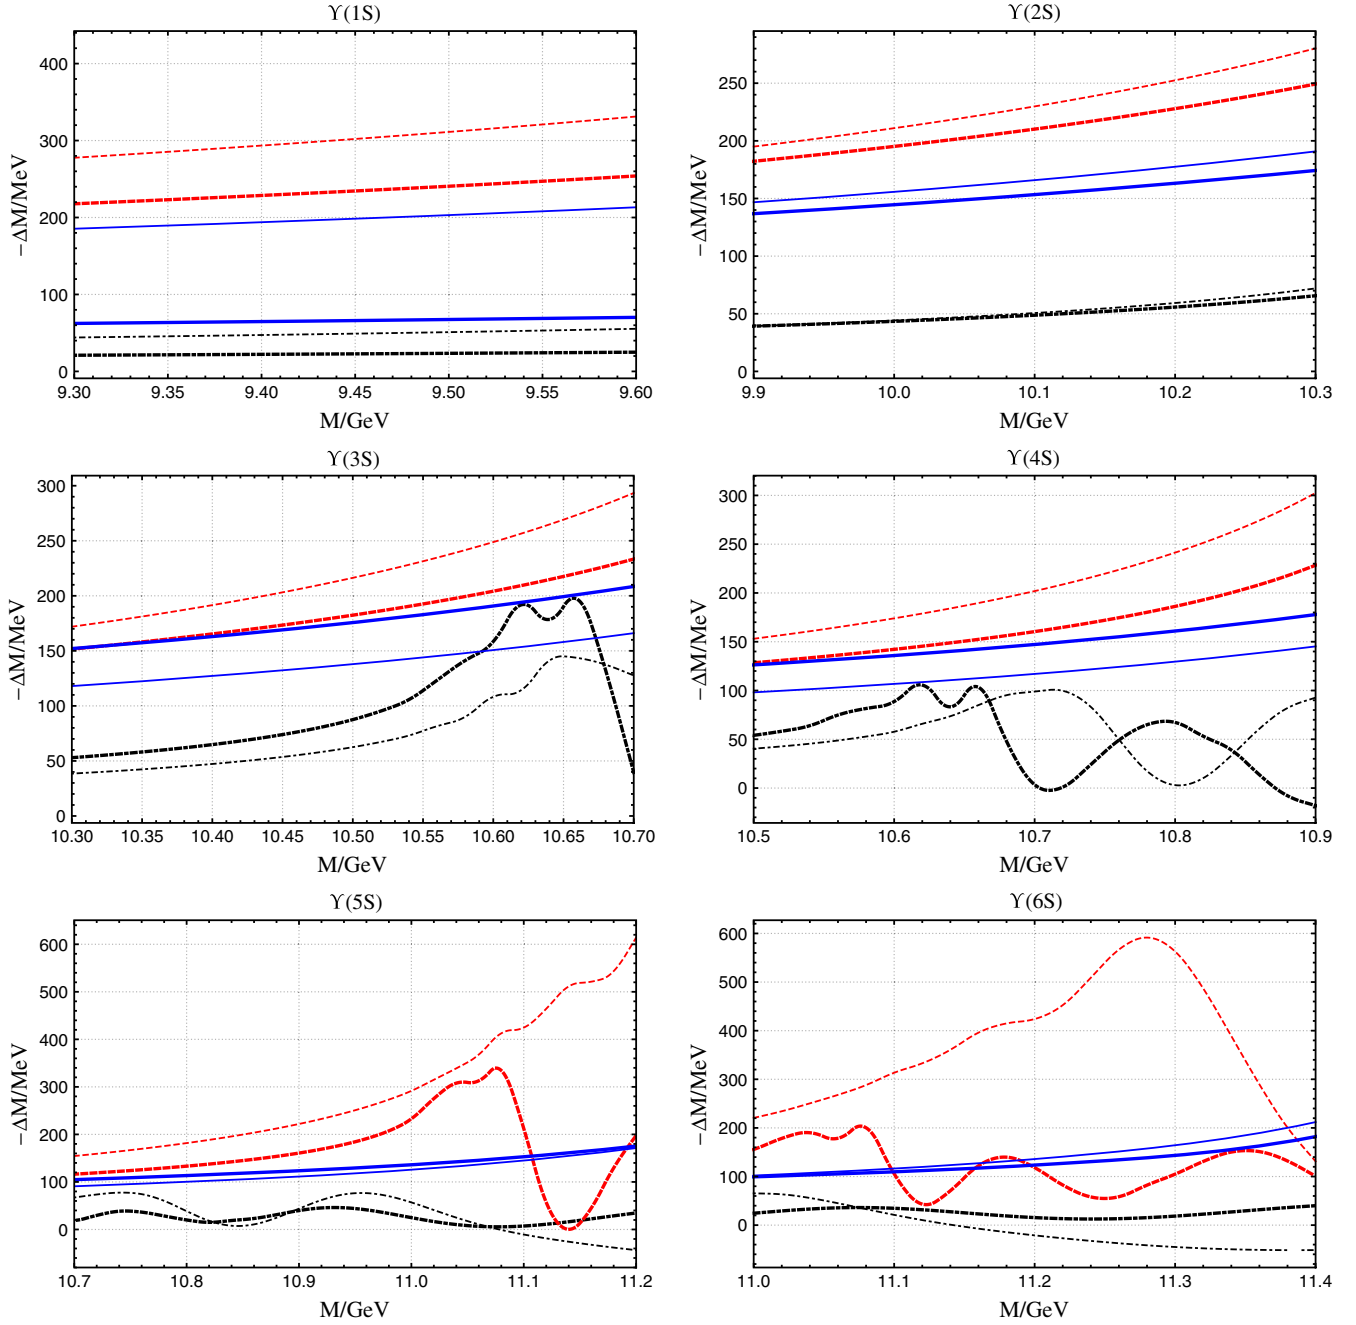 ϒ(1S)
−ΔM/MeV
400
300
200
100
0
9.30 9.35 9.40 9.45 9.50 9.55 9.60
M/GeV
ϒ(2S)
−ΔM/MeV
250
200
150
100
50
0
9.9 10.0 10.1 10.2 10.3
M/GeV
ϒ(3S)
−ΔM/MeV
300
250
200
150
100
50
0
10.30 10.35 10.40 10.45 10.50 10.55 10.60 10.65 10.70
M/GeV
ϒ(4S)
−ΔM/MeV
300
250
200
150
100
50
0
10.5 10.6 10.7 10.8 10.9
M/GeV
ϒ(5S)
−ΔM/MeV
600
500
400
300
200
100
0
10.7 10.8 10.9 11.0 11.1 11.2
M/GeV
ϒ(6S)
−ΔM/MeV
600
500
400
300
200
100
0
11.0 11.1 11.2 11.3 11.4
M/GeV